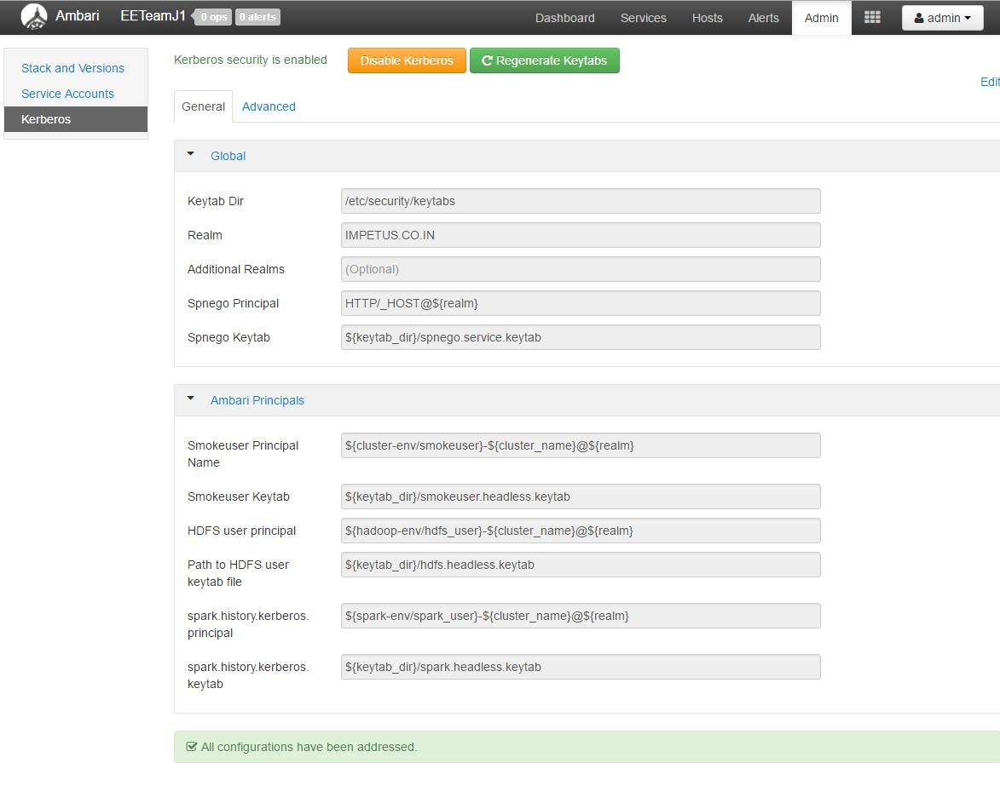 Ambari EETeamJ1 0 ops 0 alerts Dashboard Services Hosts Alerts Admin admin
Stack and Versions
Service Accounts
Kerberos
Kerberos security is enabled Disable Kerberos Regenerate Keytabs
Edit
General Advanced
Global
Keytab Dir /etc/security/keytabs
Realm IMPETUS.CO.IN
Additional Realms (Optional)
Spnego Principal HTTP/_HOST@${realm}
Spnego Keytab ${keytab_dir}/spnego.service.keytab
Ambari Principals
Smokeuser Principal ${cluster-env/smokeuser}-${cluster_name}@${realm}
Name
Smokeuser Keytab ${keytab_dir}/smokeuser.headless.keytab
HDFS user principal ${hadoop-env/hdfs_user}-${cluster_name}@${realm}
Path to HDFS user ${keytab_dir}/hdfs.headless.keytab
keytab file
spark.history.kerberos. ${spark-env/spark_user}-${cluster_name}@${realm}
principal
spark.history.kerberos. ${keytab_dir}/spark.headless.keytab
keytab
All configurations have been addressed.